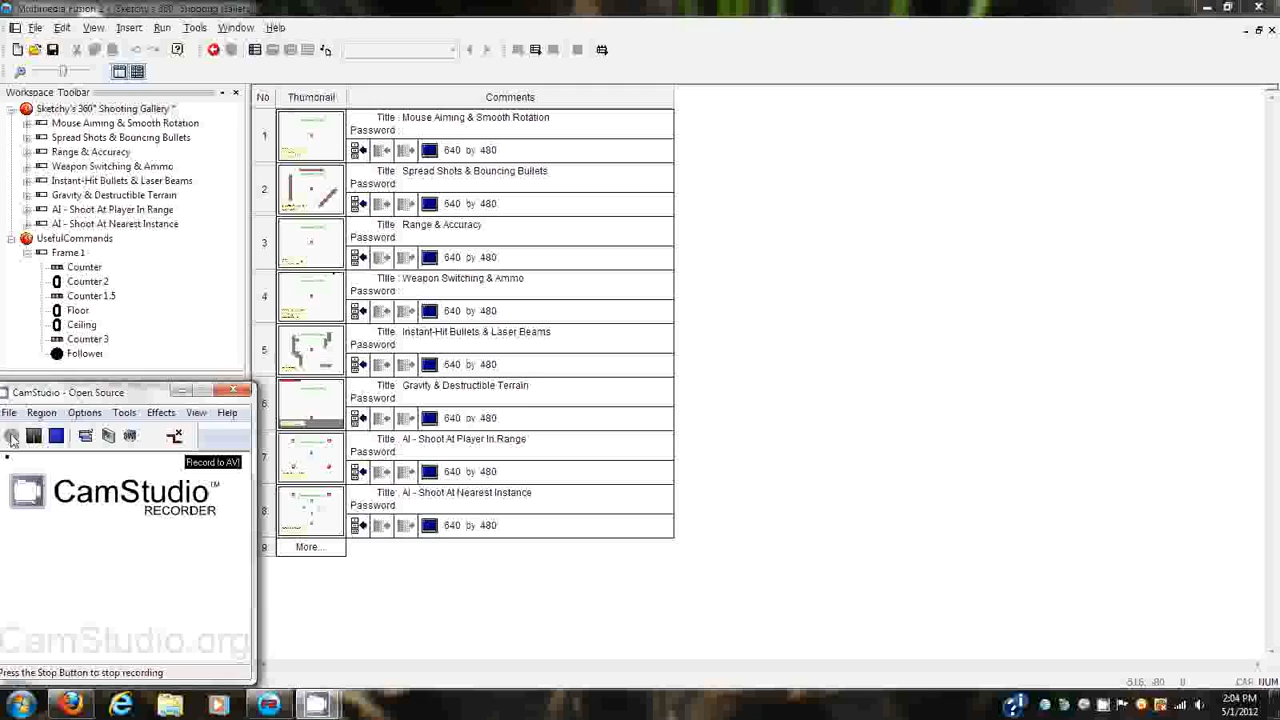 Multimedia Fusion 2 - [Sketchy's 360° Shooting Gallery
File Edit View Insert Run Tools Window Help
Workspace Toolbar
Sketchy's 360° Shooting Gallery *
Mouse Aiming & Smooth Rotation
Spread Shots & Bouncing Bullets
Range & Accuracy
Weapon Switching & Ammo
Instant-Hit Bullets & Laser Beams
Gravity & Destructible Terrain
AI - Shoot At Player In Range
AI - Shoot At Nearest Instance
UsefulCommands
Frame 1
Counter
Counter 2
Counter 1.5
Floor
Ceiling
Counter 3
Follower
No Thumbnail Comments
1 Title : Mouse Aiming & Smooth Rotation
Password :
640 by 480
2 Title : Spread Shots & Bouncing Bullets
Password
640 by 480
3 Title : Range & Accuracy
Password
640 by 480
4 Title : Weapon Switching & Ammo
Password :
640 by 480
5 Title : Instant-Hit Bullets & Laser Beams
Password
640 by 480
6 Title : Gravity & Destructible Terrain
Password
640 by 480
7 Title : AI - Shoot At Player In Range
Password
640 by 480
8 Title : AI - Shoot At Nearest Instance
Password
640 by 480
9 More...
CamStudio - Open Source
File Region Options Tools Effects View Help
Record to AVI
CamStudio™
RECORDER
CamStudio.org
Press the Stop Button to stop recording
CAP NUM
2:04 PM
5/1/2012